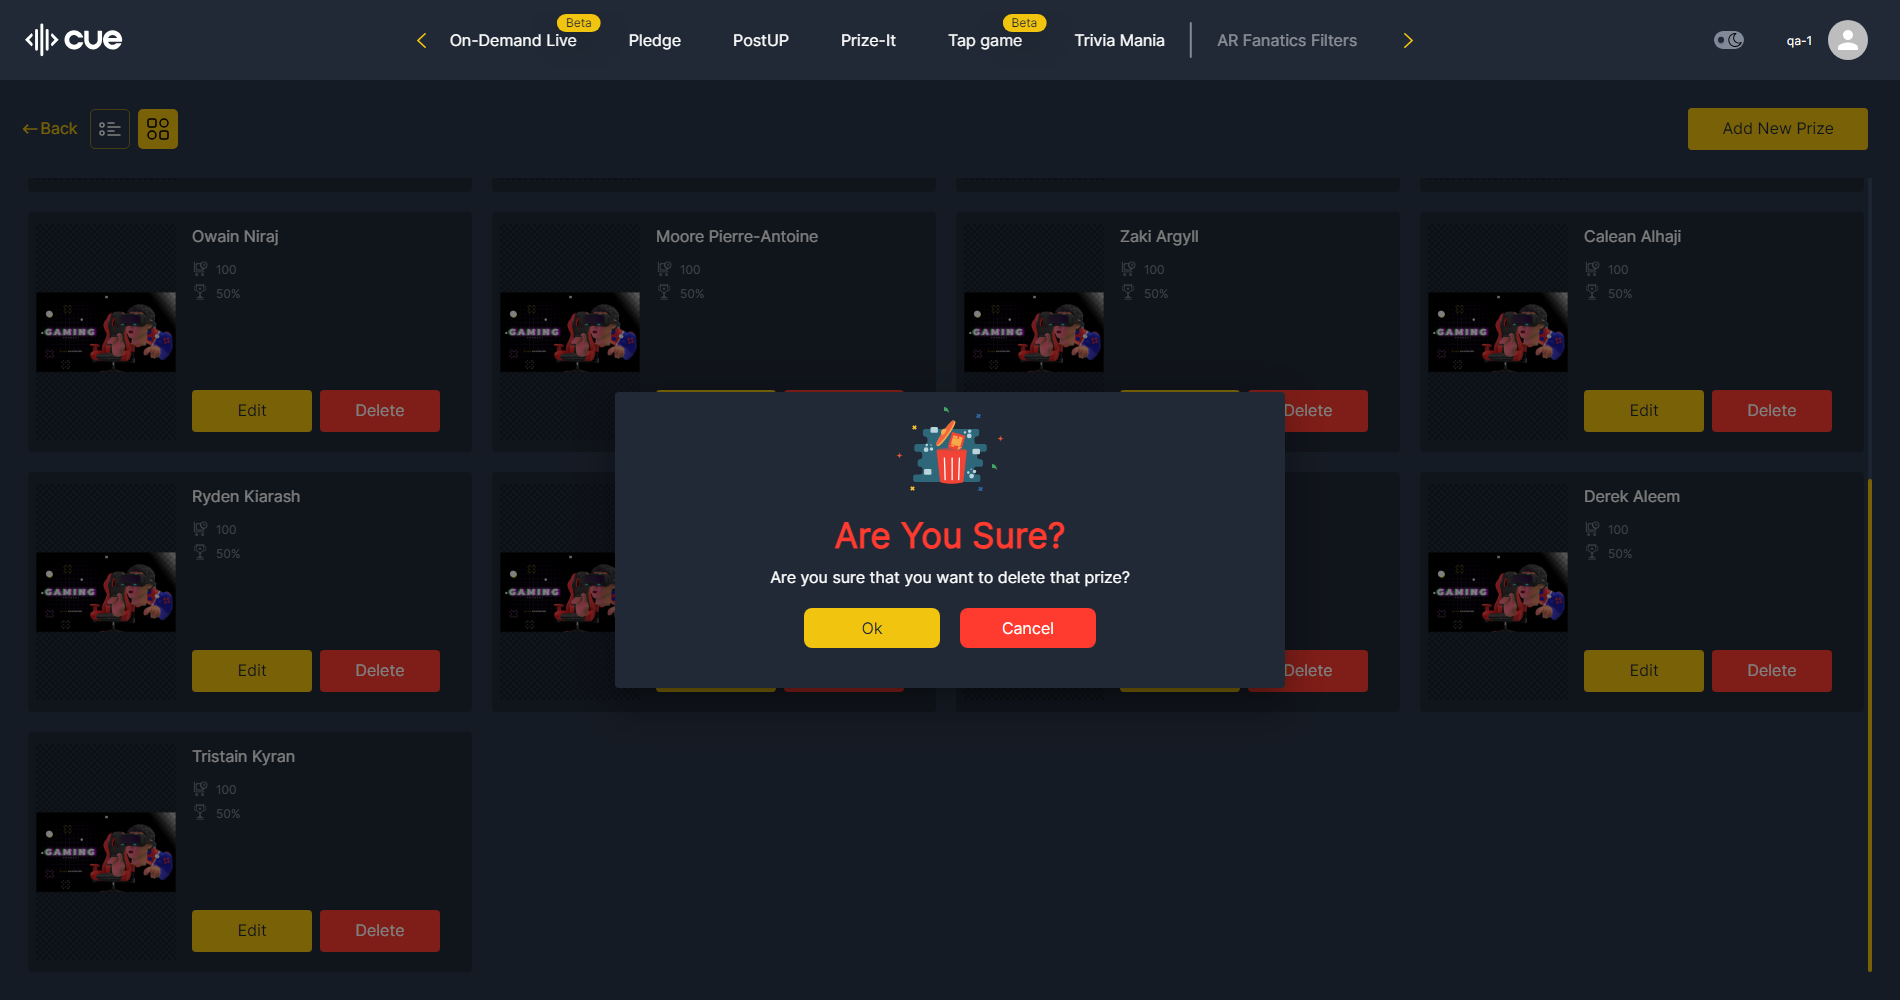 cue
On-Demand Live
Beta
Pledge
PostUP
Prize-It
Tap game
Beta
Trivia Mania
AR Fanatics Filters
qa-1
Back
Add New Prize
Owain Niraj
100
50%
GAMING
Edit
Delete
Moore Pierre-Antoine
100
50%
GAMING
Zaki Argyll
100
50%
GAMING
Delete
Calean Alhaji
100
50%
GAMING
Edit
Delete
Ryden Kiarash
100
50%
GAMING
Edit
Delete
GAMING
Are You Sure?
Are you sure that you want to delete that prize?
Ok
Cancel
Delete
Derek Aleem
100
50%
GAMING
Edit
Delete
Tristain Kyran
100
50%
GAMING
Edit
Delete